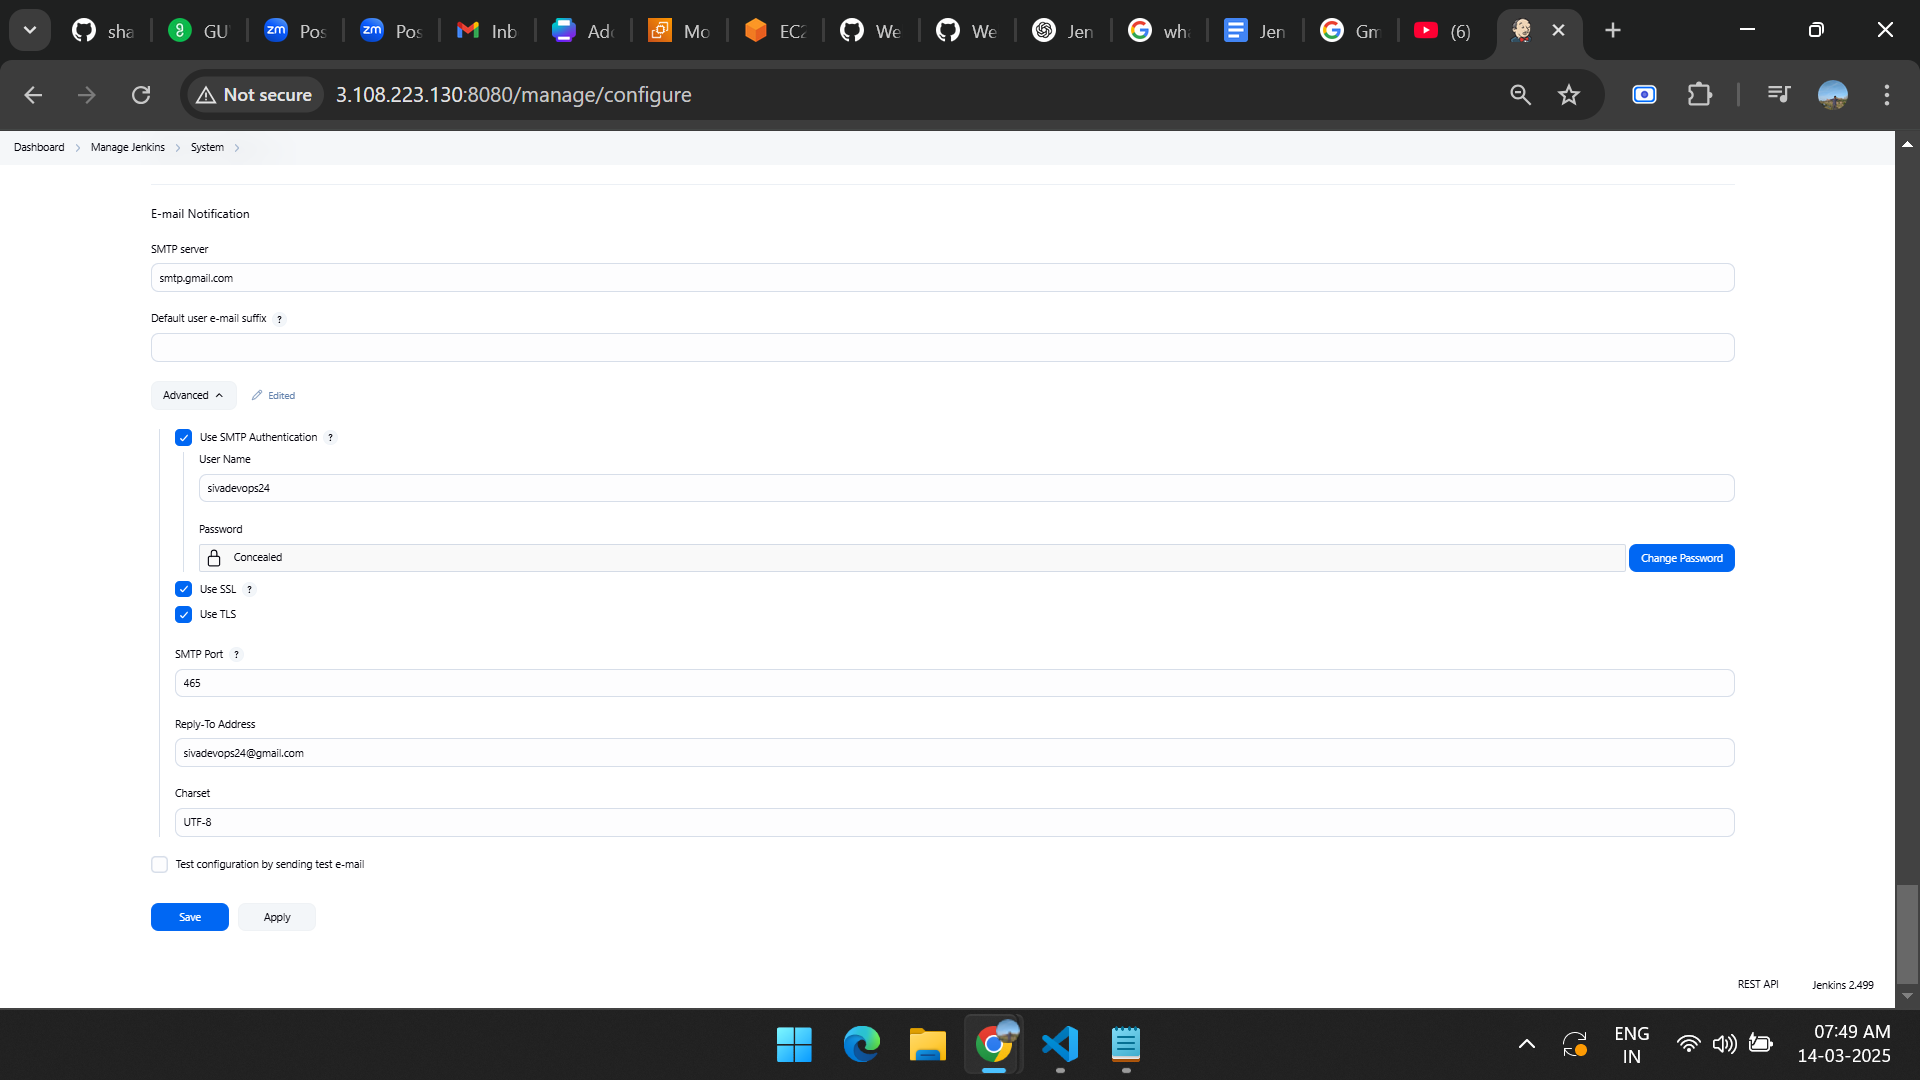 sha
GU
Pos
Pos
Inb
Ado
Mo
EC2
We
We
Jen
wh
Jen
Gm
(6)
Not secure
3.108.223.130:8080/manage/configure
Dashboard
Manage Jenkins
System
E-mail Notification
SMTP server
smtp.gmail.com
Default user e-mail suffix ?
Advanced
Edited
Use SMTP Authentication ?
User Name
sivadevops24
Password
Concealed
Change Password
Use SSL ?
Use TLS
SMTP Port ?
465
Reply-To Address
sivadevops24@gmail.com
Charset
UTF-8
Test configuration by sending test e-mail
Save
Apply
REST API
Jenkins 2.499
ENG
IN
07:49 AM
14-03-2025